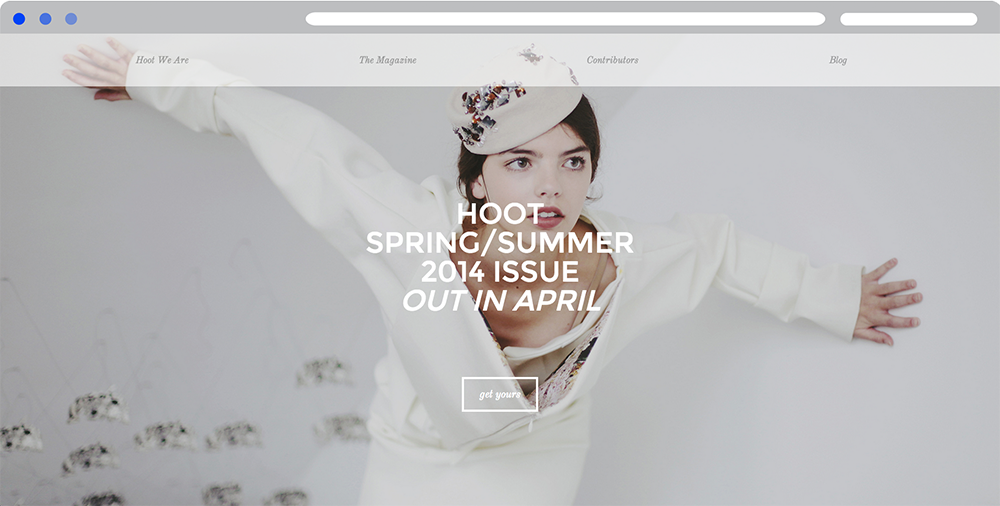 Hoot We Are
The Magazine
Contributors
Blog
HOOT
SPRING/SUMMER
2014 ISSUE
OUT IN APRIL
get yours